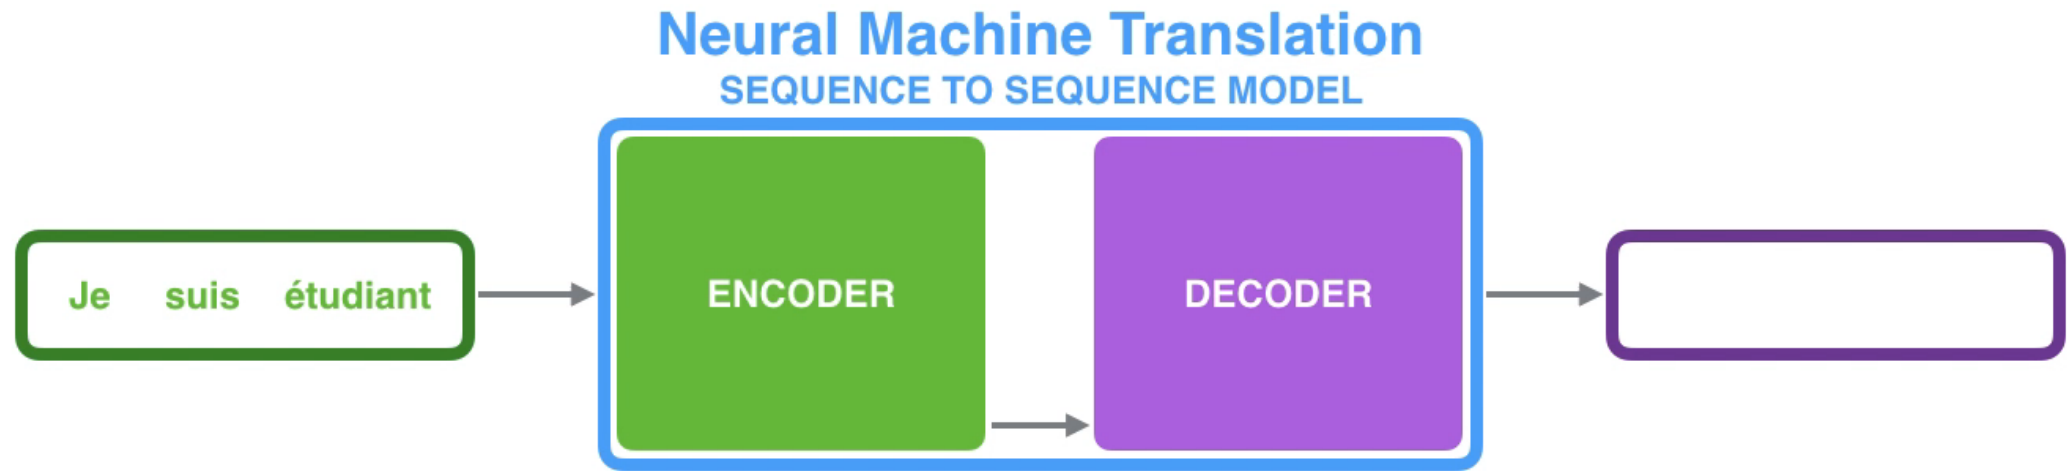 Neural Machine Translation
SEQUENCE TO SEQUENCE MODEL
Je suis étudiant
ENCODER
DECODER